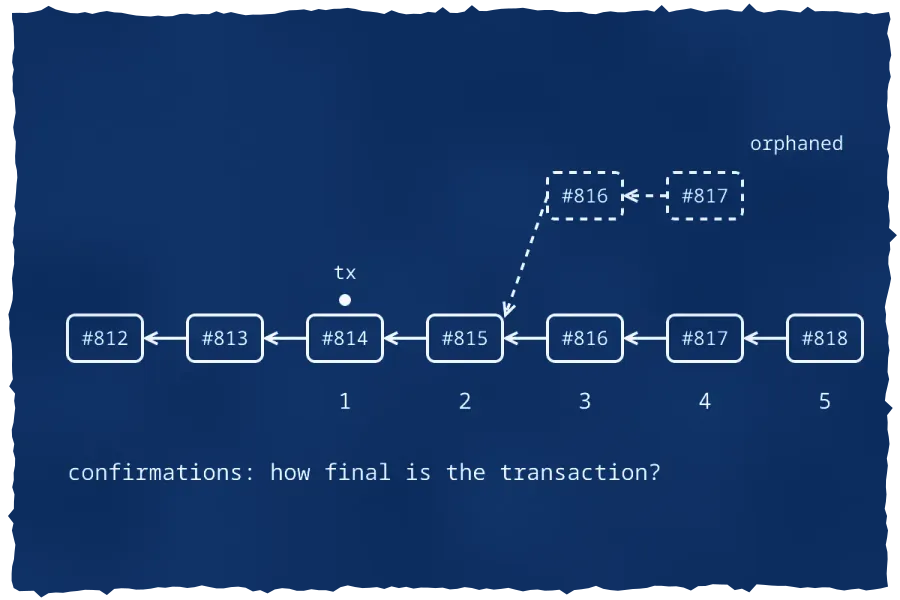 orphaned
#816 #817
tx
#812 #813 #814 #815 #816 #817 #818
1 2 3 4 5
confirmations: how final is the transaction?